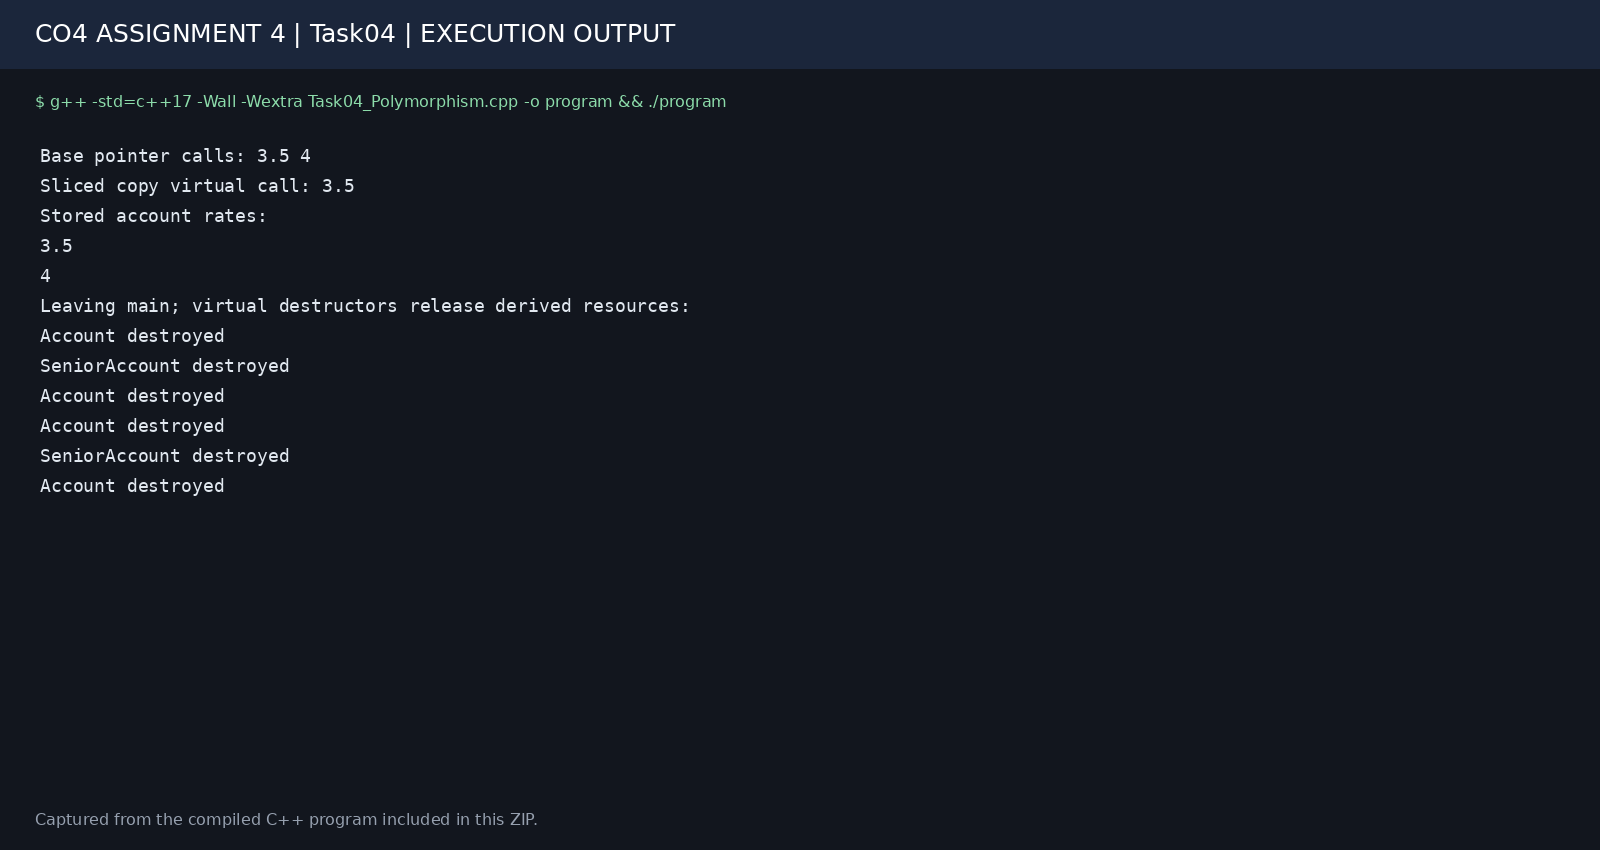 CO4 ASSIGNMENT 4 | Task04 | EXECUTION OUTPUT
$ g++ -std=c++17 -Wall -Wextra Task04_Polymorphism.cpp -o program && ./program
Base pointer calls: 3.5 4
Sliced copy virtual call: 3.5
Stored account rates:
3.5
4
Leaving main; virtual destructors release derived resources:
Account destroyed
SeniorAccount destroyed
Account destroyed
Account destroyed
SeniorAccount destroyed
Account destroyed
Captured from the compiled C++ program included in this ZIP.